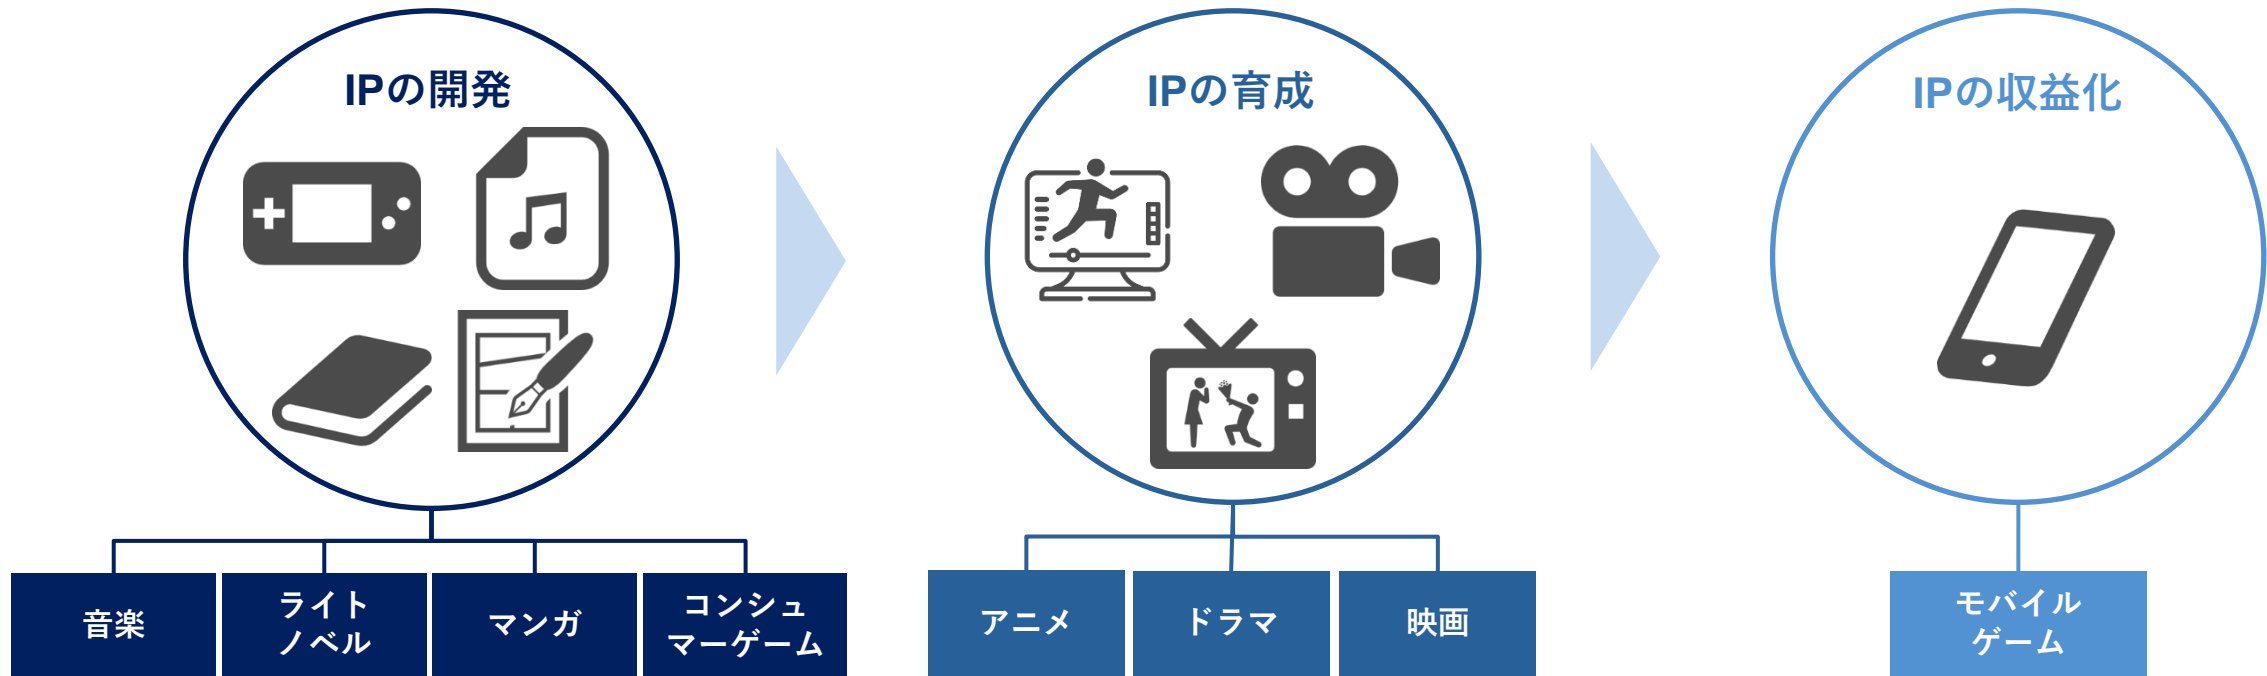 IPの開発
IPの育成
IPの収益化
音楽
ライト
ノベル
マンガ
コンシュ
マーゲーム
アニメ
ドラマ
映画
モバイル
ゲーム